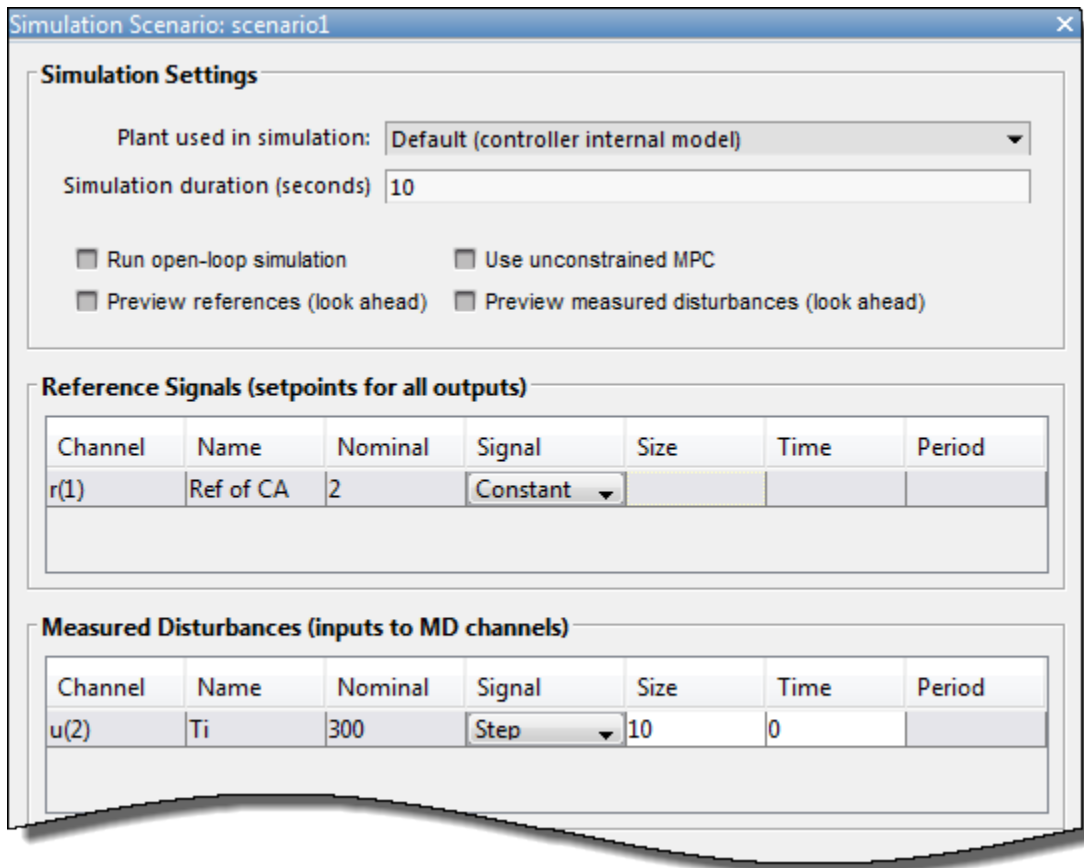 Simulation Scenario: scenario1
Simulation Settings
Plant used in simulation: Default (controller internal model)
Simulation duration (seconds) 10
Run open-loop simulation Use unconstrained MPC
Preview references (look ahead) Preview measured disturbances (look ahead)
Reference Signals (setpoints for all outputs)
Channel Name Nominal Signal Size Time Period
r(1) Ref of CA 2 Constant
Measured Disturbances (inputs to MD channels)
Channel Name Nominal Signal Size Time Period
u(2) Ti 300 Step 10 0